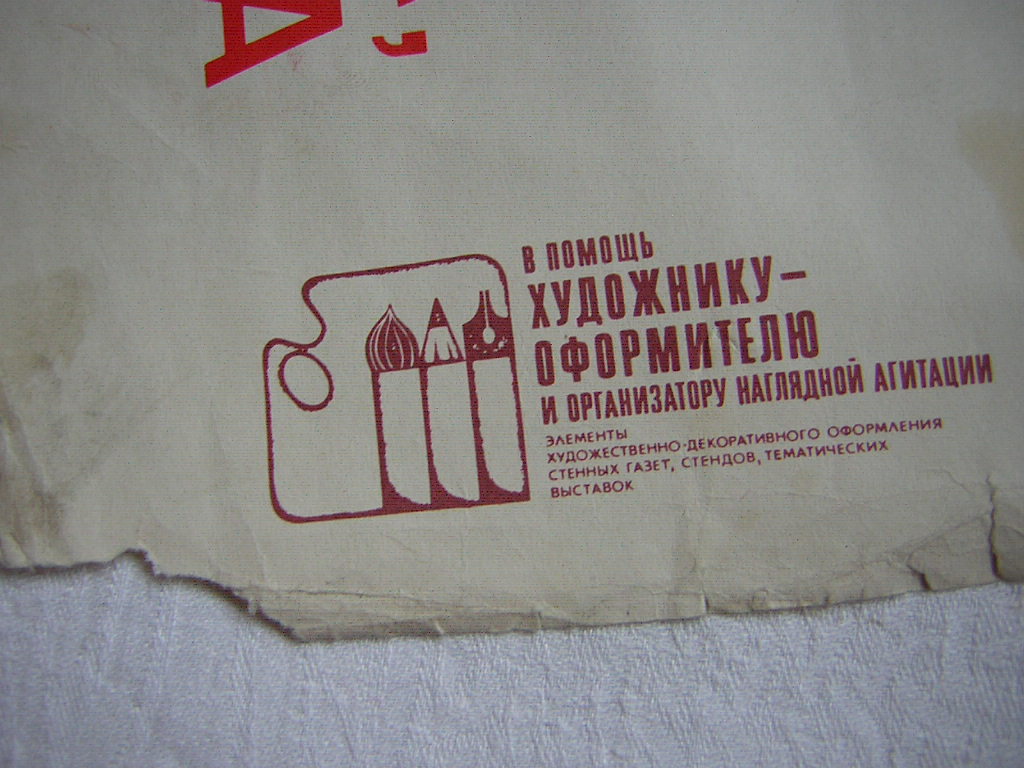 В ПОМОЩЬ
ХУДОЖНИКУ-
ОФОРМИТЕЛЮ
И ОРГАНИЗАТОРУ НАГЛЯДНОЙ АГИТАЦИИ
ЭЛЕМЕНТЫ
ХУДОЖЕСТВЕННО-ДЕКОРАТИВНОГО ОФОРМЛЕНИЯ
СТЕННЫХ ГАЗЕТ, СТЕНДОВ, ТЕМАТИЧЕСКИХ
ВЫСТАВОК